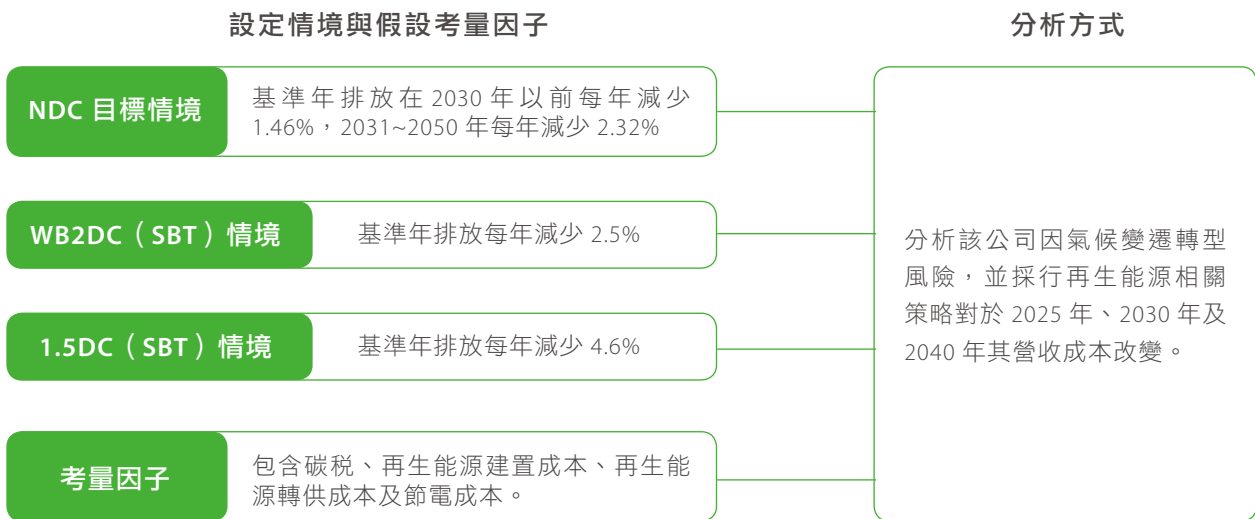 設定情境與假設考量因子
分析方式
NDC 目標情境
基準年排放在 2030 年以前每年減少
1.46%，2031~2050 年每年減少 2.32%
WB2DC（SBT）情境
基準年排放每年減少 2.5%
1.5DC（SBT）情境
基準年排放每年減少 4.6%
考量因子
包含碳稅、再生能源建置成本、再生能
源轉供成本及節電成本。
分析該公司因氣候變遷轉型
風險，並採行再生能源相關
策略對於 2025 年、2030 年及
2040 年其營收成本改變。